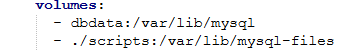 volumes:
  - dbdata:/var/lib/mysql
  - ./scripts:/var/lib/mysql-files